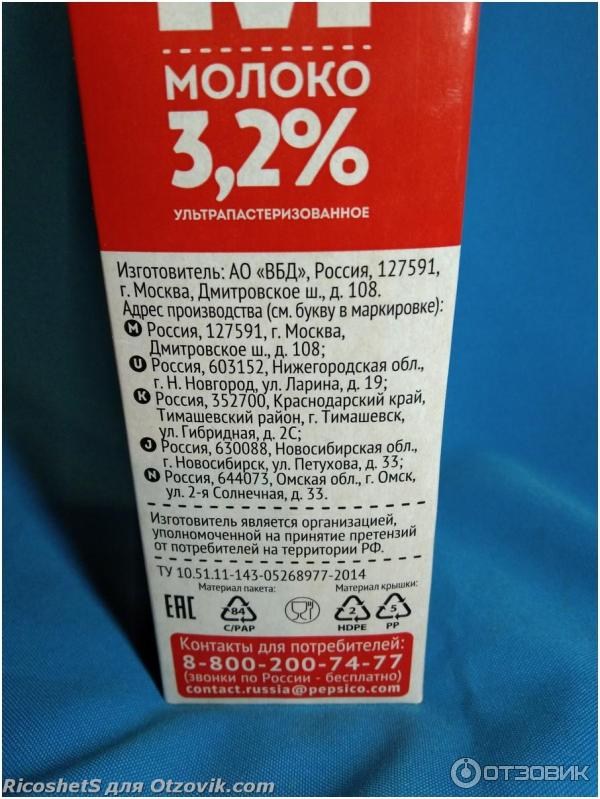 М
МОЛОКО
3,2%
УЛЬТРАПАСТЕРИЗОВАННОЕ
Изготовитель: АО «ВБД», Россия, 127591,
г. Москва, Дмитровское ш., д. 108.
Адрес производства (см. букву в маркировке):
M Россия, 127591, г. Москва,
Дмитровское ш., д. 108;
U Россия, 603152, Нижегородская обл.,
г. Н. Новгород, ул. Ларина, д. 19;
K Россия, 352700, Краснодарский край,
Тимашевский район, г. Тимашевск,
ул. Гибридная, д. 2С;
J Россия, 630088, Новосибирская обл.,
г. Новосибирск, ул. Петухова, д. 33;
N Россия, 644073, Омская обл., г. Омск,
ул. 2-я Солнечная, д. 33.
Изготовитель является организацией,
уполномоченной на принятие претензий
от потребителей на территории РФ.
ТУ 10.51.11-143-05268977-2014
Материал пакета: Материал крышки:
EAC 84 2 5
C/PAP HDPE PP
Контакты для потребителей:
8-800-200-74-77
(звонки по России - бесплатно)
contact.russia@pepsico.com
RicoshetS для Otzovik.com
ОТЗОВИК